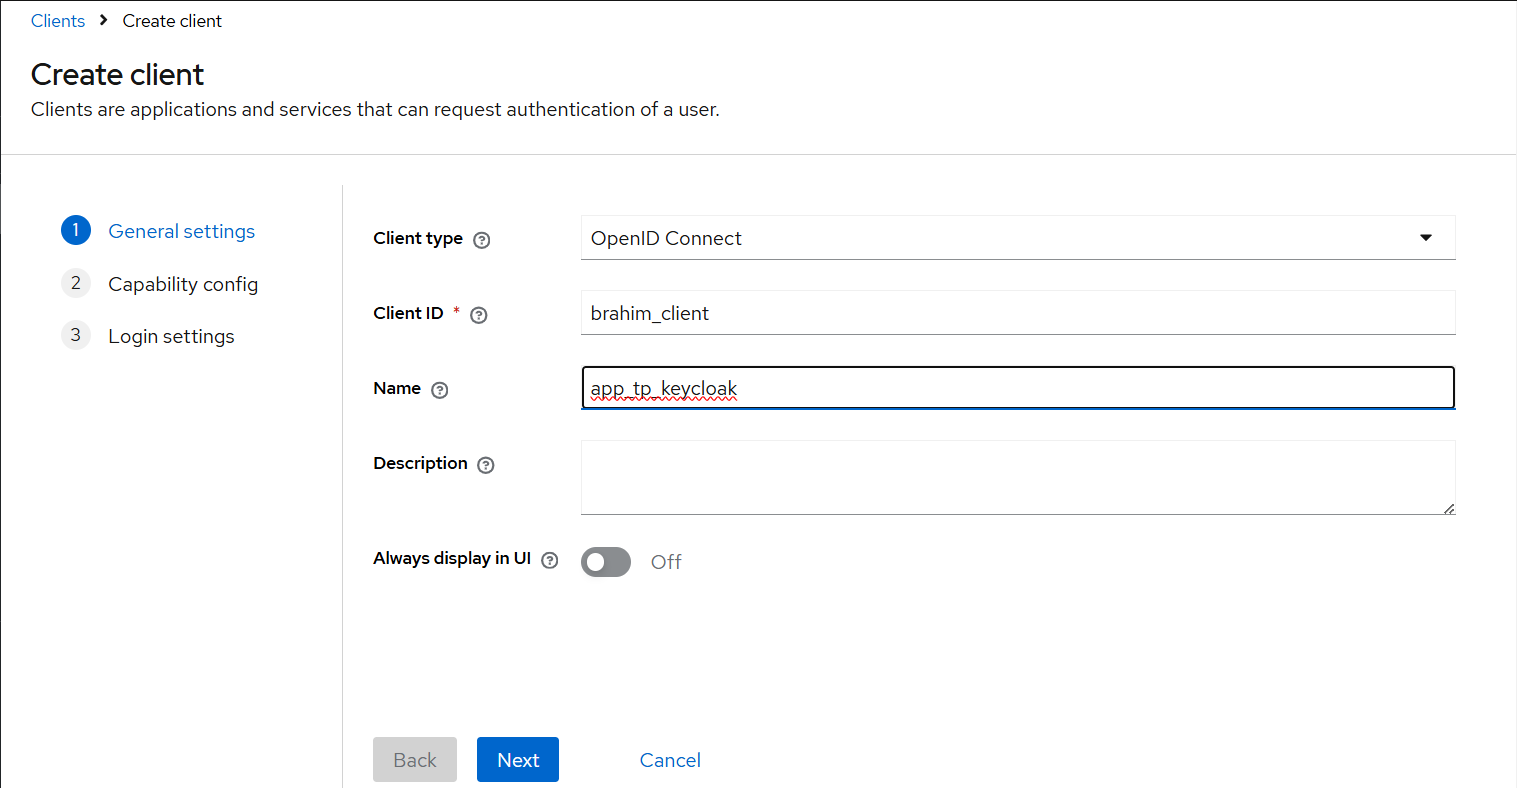 Clients > Create client
Create client
Clients are applications and services that can request authentication of a user.
1 General settings
2 Capability config
3 Login settings
Client type ? OpenID Connect
Client ID * ? brahim_client
Name ? app_tp_keycloak
Description ?
Always display in UI ? Off
Back Next Cancel